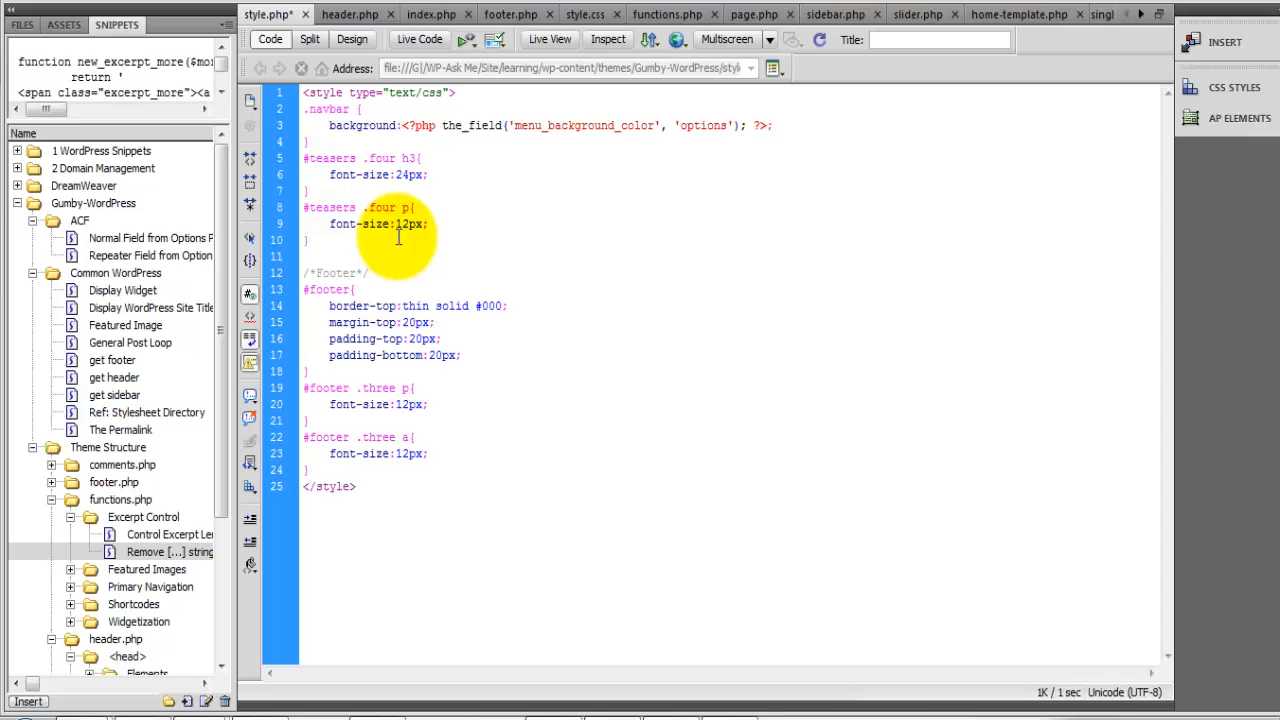 FILES
ASSETS
SNIPPETS
function new_excerpt_more($mo
return '
<span class="excerpt_more"><a
Name
1 WordPress Snippets
2 Domain Management
DreamWeaver
Gumby-WordPress
ACF
Normal Field from Options P
Repeater Field from Option
Common WordPress
Display Widget
Display WordPress Site Title
Featured Image
General Post Loop
get footer
get header
get sidebar
Ref: Stylesheet Directory
The Permalink
Theme Structure
comments.php
footer.php
functions.php
Excerpt Control
Control Excerpt Ler
Remove [...] string
Featured Images
Primary Navigation
Shortcodes
Widgetization
header.php
<head>
Elements
Insert
style.php* header.php index.php footer.php style.css functions.php page.php sidebar.php slider.php home-template.php singl
Code Split Design Live Code Live View Inspect Multiscreen Title:
Address: file:///G|/WP-Ask Me/Site/learning/wp-content/themes/Gumby-WordPress/styl
1 <style type="text/css">
2 .navbar {
3 background:<?php the_field('menu_background_color', 'options'); ?>;
4 }
5 #teasers .four h3{
6 font-size:24px;
7 }
8 #teasers .four p{
9 font-size:12px;
10 }
11
12 /*Footer*/
13 #footer{
14 border-top:thin solid #000;
15 margin-top:20px;
16 padding-top:20px;
17 padding-bottom:20px;
18 }
19 #footer .three p{
20 font-size:12px;
21 }
22 #footer .three a{
23 font-size:12px;
24 }
25 </style>
1K / 1 sec Unicode (UTF-8)
INSERT
CSS STYLES
AP ELEMENTS